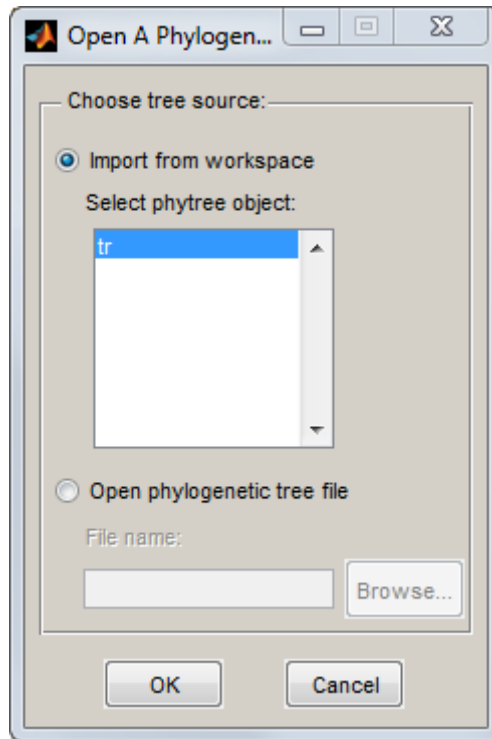 Open A Phylogen...
Choose tree source:
Import from workspace
Select phytree object:
tr
Open phylogenetic tree file
File name:
Browse...
OK Cancel